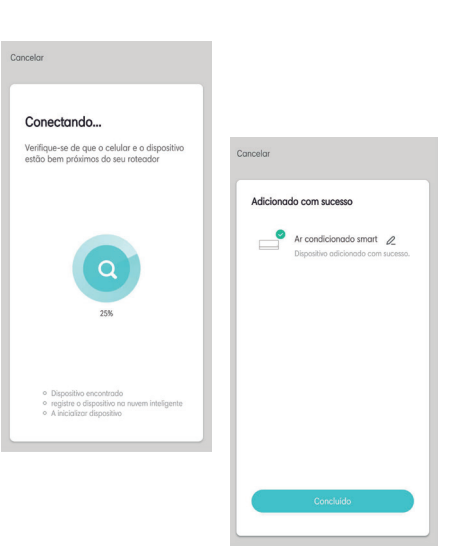 Cancelar
Conectando...
Verifique-se de que o celular e o dispositivo
estão bem próximos do seu roteador
25%
Dispositivo encontrado
registre o dispositivo na nuvem inteligente
A inicializar dispositivo
Cancelar
Adicionado com sucesso
Ar condicionado smart
Dispositivo adicionado com sucesso.
Concluído